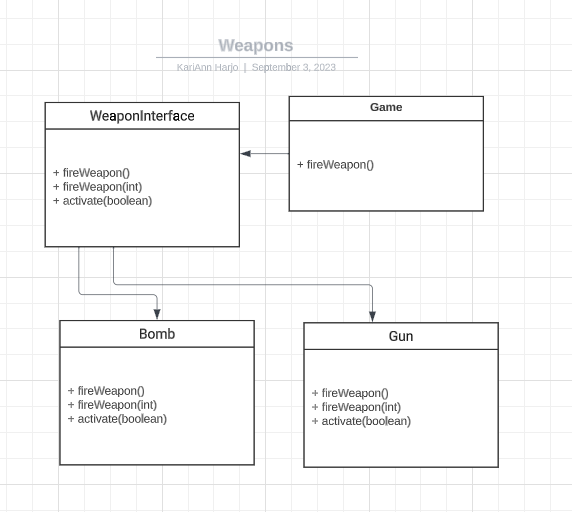 Weapons
KariAnn Harjo | September 3, 2023
WeaponInterface
+ fireWeapon()
+ fireWeapon(int)
+ activate(boolean)
Game
+ fireWeapon()
Bomb
+ fireWeapon()
+ fireWeapon(int)
+ activate(boolean)
Gun
+ fireWeapon()
+ fireWeapon(int)
+ activate(boolean)